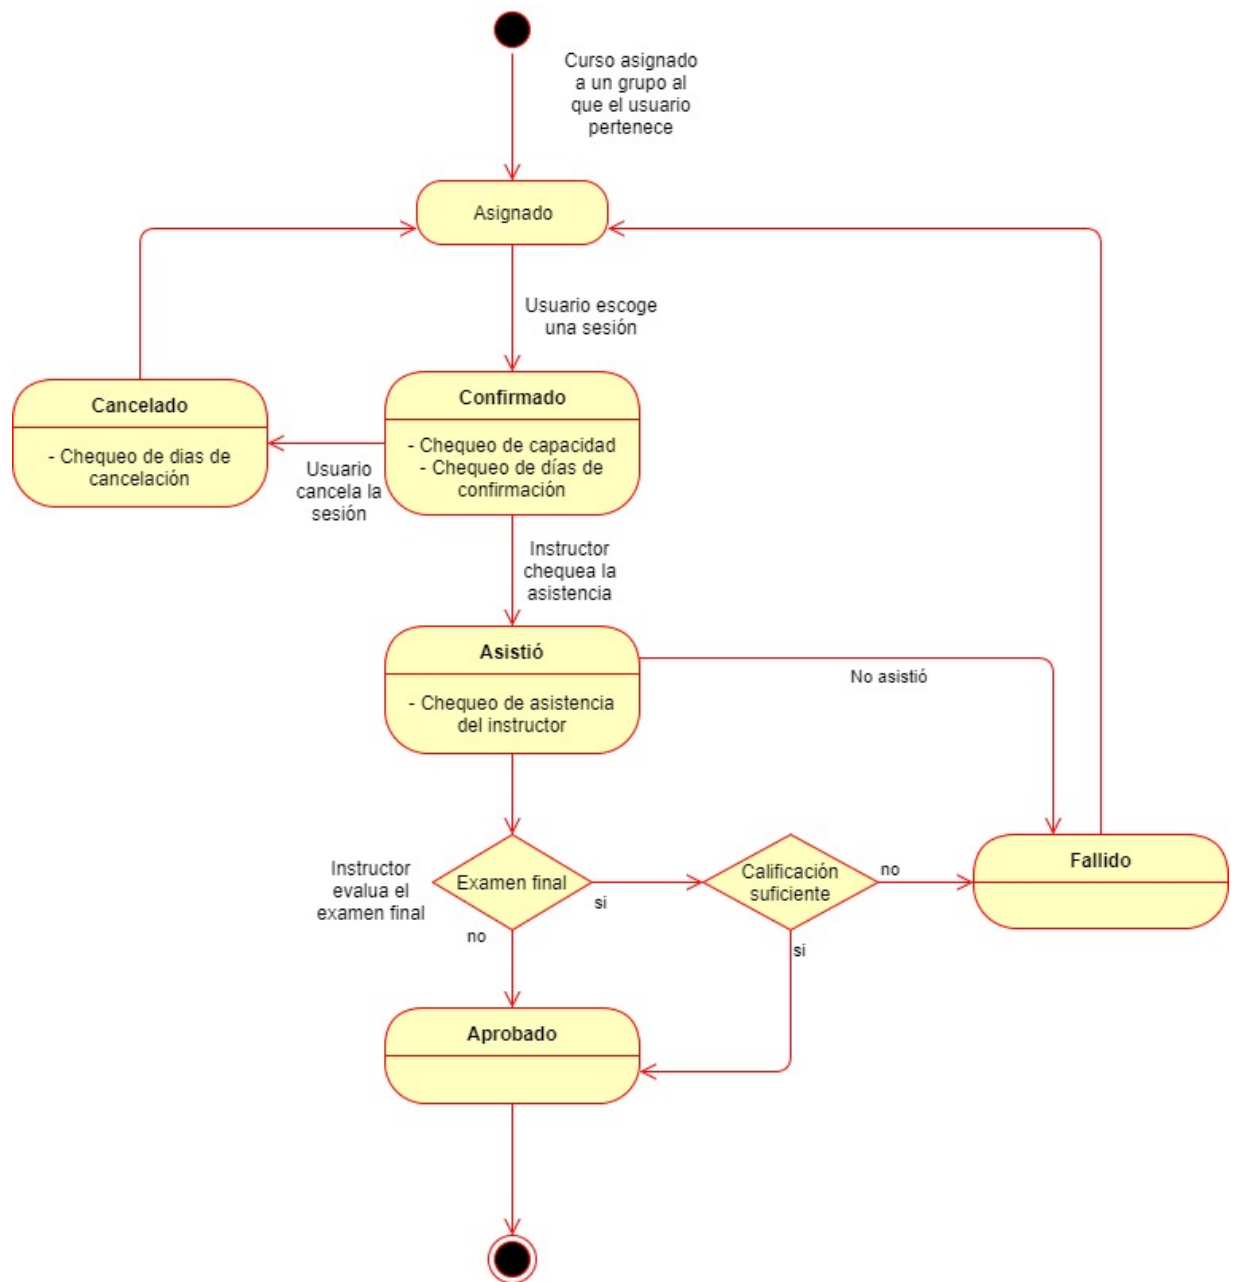 Curso asignado
a un grupo al
que el usuario
pertenece
Asignado
Usuario escoge
una sesión
Cancelado
- Chequeo de dias de
cancelación
Usuario
cancela la
sesión
Confirmado
- Chequeo de capacidad
- Chequeo de días de
confirmación
Instructor
chequea la
asistencia
Asistió
- Chequeo de asistencia
del instructor
No asistió
Instructor
evalua el
examen final
Examen final
si
no
Calificación
suficiente
no
si
Fallido
Aprobado